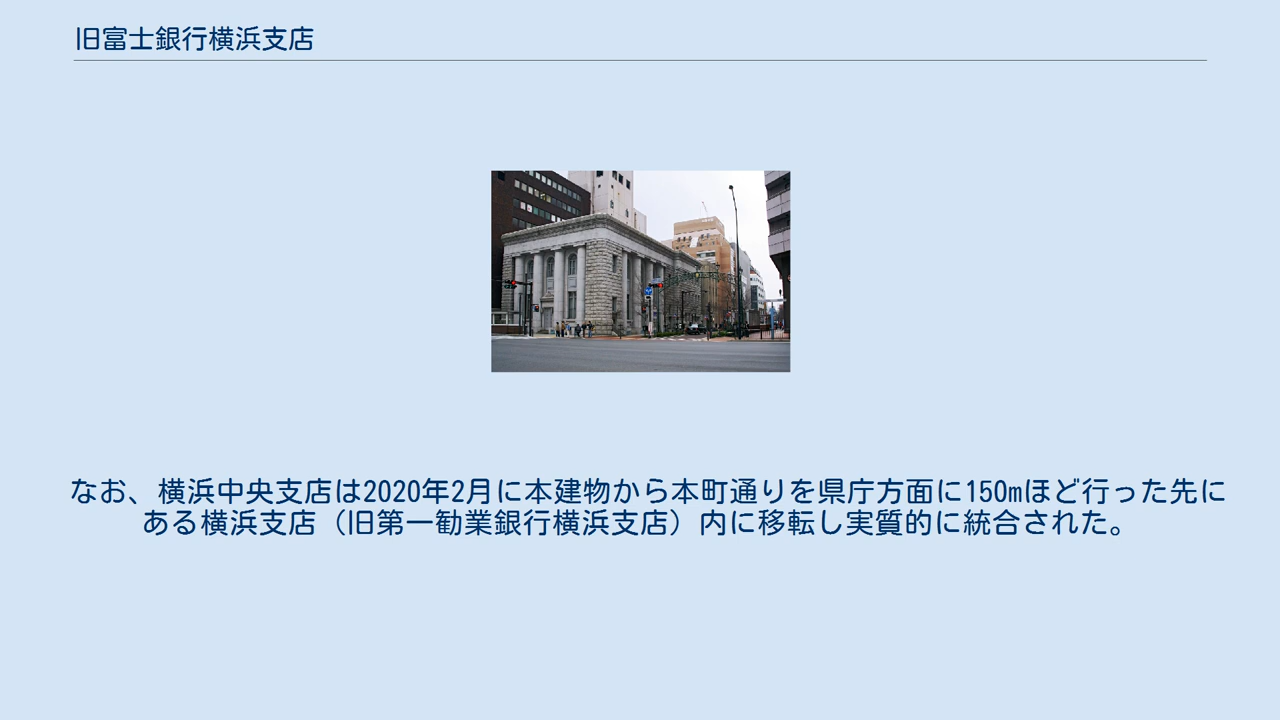 旧富士銀行横浜支店
なお、横浜中央支店は2020年2月に本建物から本町通りを県庁方面に150mほど行った先に
ある横浜支店（旧第一勧業銀行横浜支店）内に移転し実質的に統合された。